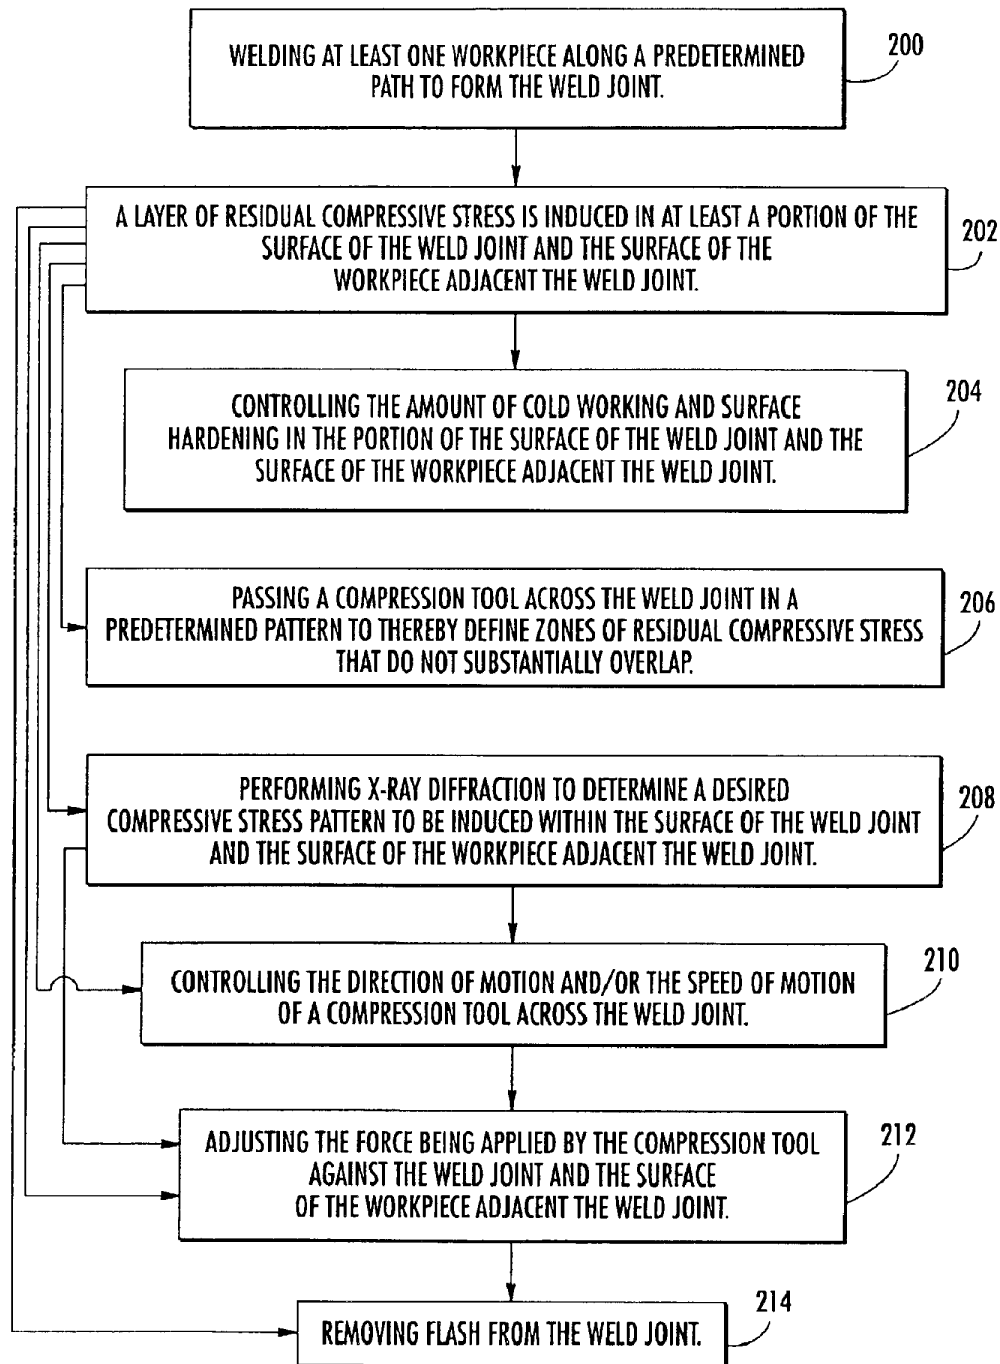 WELDING AT LEAST ONE WORKPIECE ALONG A PREDETERMINED
PATH TO FORM THE WELD JOINT.
200
A LAYER OF RESIDUAL COMPRESSIVE STRESS IS INDUCED IN AT LEAST A PORTION OF THE
SURFACE OF THE WELD JOINT AND THE SURFACE OF THE
WORKPIECE ADJACENT THE WELD JOINT.
202
CONTROLLING THE AMOUNT OF COLD WORKING AND SURFACE
HARDENING IN THE PORTION OF THE SURFACE OF THE WELD JOINT AND THE
SURFACE OF THE WORKPIECE ADJACENT THE WELD JOINT.
204
PASSING A COMPRESSION TOOL ACROSS THE WELD JOINT IN A
PREDETERMINED PATTERN TO THEREBY DEFINE ZONES OF RESIDUAL COMPRESSIVE STRESS
THAT DO NOT SUBSTANTIALLY OVERLAP.
206
PERFORMING X-RAY DIFFRACTION TO DETERMINE A DESIRED
COMPRESSIVE STRESS PATTERN TO BE INDUCED WITHIN THE SURFACE OF THE WELD JOINT
AND THE SURFACE OF THE WORKPIECE ADJACENT THE WELD JOINT.
208
CONTROLLING THE DIRECTION OF MOTION AND/OR THE SPEED OF MOTION
OF A COMPRESSION TOOL ACROSS THE WELD JOINT.
210
ADJUSTING THE FORCE BEING APPLIED BY THE COMPRESSION TOOL
AGAINST THE WELD JOINT AND THE SURFACE
OF THE WORKPIECE ADJACENT THE WELD JOINT.
212
REMOVING FLASH FROM THE WELD JOINT.
214